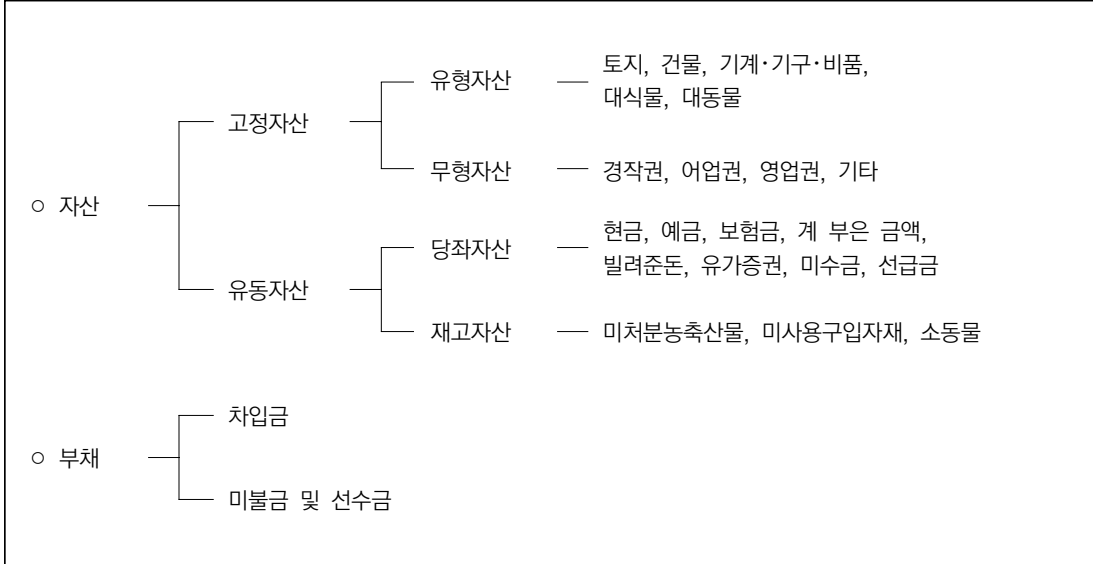 ○ 자산
고정자산
유형자산
토지, 건물, 기계·기구·비품,
대식물, 대동물
무형자산
경작권, 어업권, 영업권, 기타
유동자산
당좌자산
현금, 예금, 보험금, 계 부은 금액,
빌려준돈, 유가증권, 미수금, 선급금
재고자산
미처분농축산물, 미사용구입자재, 소동물
○ 부채
차입금
미불금 및 선수금